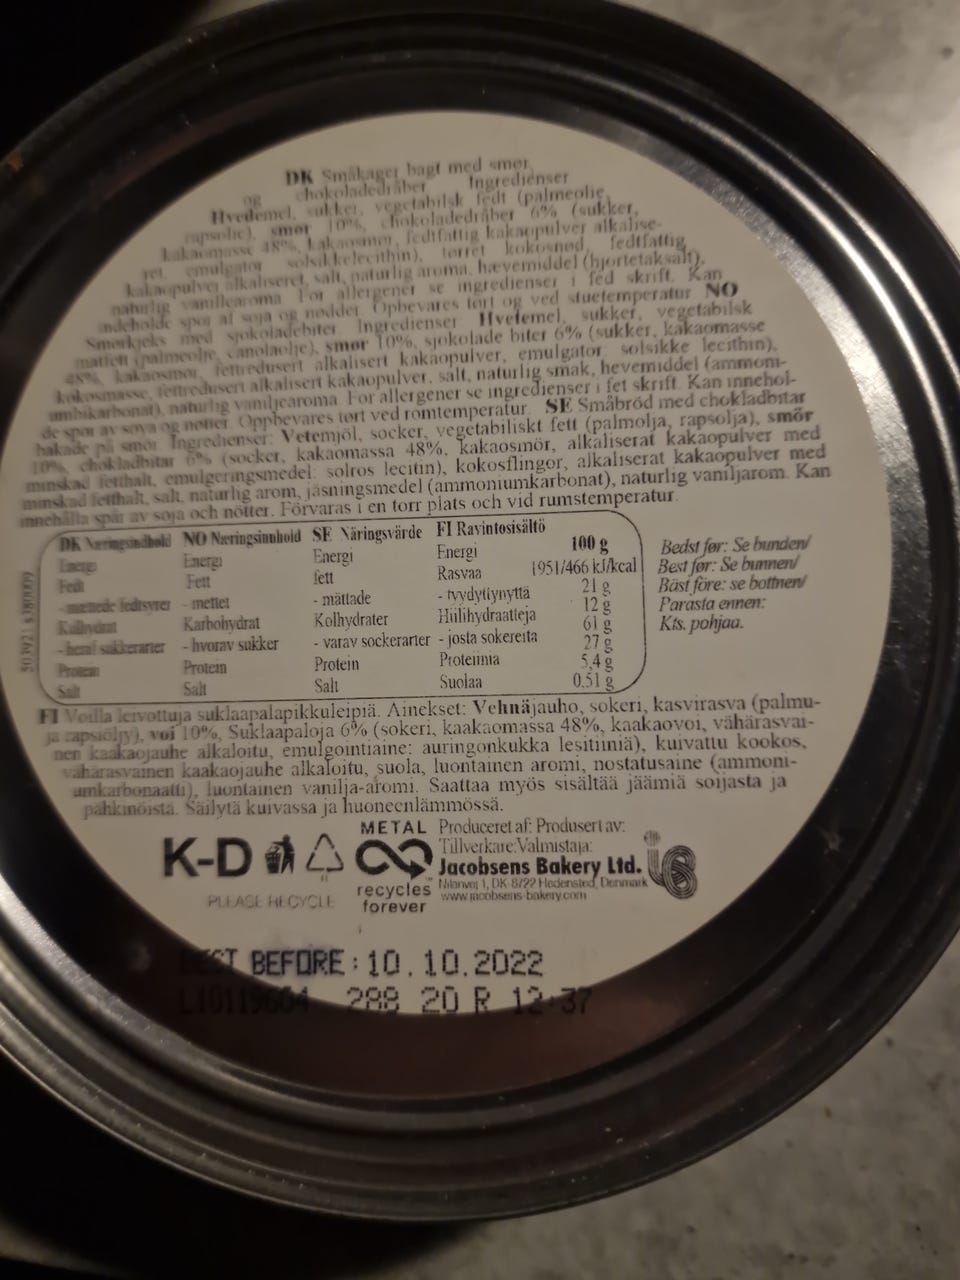 DK Småkager bagt med smør
og chokoladedråber Ingredienser
Hvedemel, sukker, vegetabilsk fedt (palmeolie,
rapsolie), smør 10%, chokoladedråber 6% (sukker,
kakaomasse 48%, kakaosmør, fedtfattig kakaopulver alkalise-
ret, emulgator solsikkelecithin), tørret kokosnød, fedtfattig
kakaopulver alkaliseret, salt, naturlig aroma, hævemiddel (hjortetaksalt),
naturlig vanillearoma For allergener se ingredienser i fed skrift. Kan
indeholde spor af soja og nødder. Opbevares tørt og ved stuetemperatur NO
Smørkjeks med sjokoladebiter. Ingredienser Hvetemel, sukker, vegetabilsk
matfett (palmeolje, canolaolje), smør 10%, sjokolade biter 6% (sukker, kakaomasse
48%, kakaosmør, fettredusert alkalisert kakaopulver, emulgator solsikke lecithin),
kokosmasse, fettredusert alkalisert kakaopulver, salt, naturlig smak, hevemiddel (ammoni-
umbikarbonat), naturlig vaniljearoma. For allergener se ingredienser i fet skrift. Kan innehol-
de spor av soya og nøtter. Oppbevares tørt ved romtemperatur. SE Småbröd med chokladbitar
bakade på smör Ingredienser: Vetemjöl, socker, vegetabiliskt fett (palmolja, rapsolja), smör
10%, chokladbitar 6% (socker, kakaomassa 48%, kakaosmör, alkaliserat kakaopulver med
minskad fetthalt, emulgeringsmedel: solros lecitin), kokosflingor, alkaliserat kakaopulver med
minskad fetthalt, salt, naturlig arom, jäsningsmedel (ammoniumkarbonat), naturlig vaniljarom. Kan
innehålla spår av soja och nötter. Förvaras i en torr plats och vid rumstemperatur.
DK Næringsindhold NO Næringsinnhold SE Näringsvärde FI Ravintosisältö 100 g
Energi Energi Energi Energi 1951/466 kJ/kcal
Fedt Fett fett Rasvaa 21 g
- mættede fedtsyrer - mettet - mättade - tyydytiynyttä 12 g
Kulhydrat Karbohydrat Kolhydrater Hiilihydraatteja 61 g
- heraf sukkerarter - hvorav sukker - varav sockerarter - josta sokereita 27 g
Protein Protein Protein Proteiinia 5,4 g
Salt Salt Salt Suolaa 0.51 g
Bedst før: Se bunden/
Best før: Se bunnen/
Bäst före: se bottnen/
Parasta ennen:
Kts. pohjaa.
FI Voilla leivottuja suklaapalapikkuleipiä. Ainekset: Vehnäjauho, sokeri, kasvirasva (palmu-
ja rapsiöljy), voi 10%, Suklaapaloja 6% (sokeri, kaakaomassa 48%, kaakaovoi, vähärasvai-
nen kaakaojauhe alkaloitu, emulgointiaine: auringonkukka lesitiiniä), kuivattu kookos,
vähärasvainen kaakaojauhe alkaloitu, suola, luontainen aromi, nostatusaine (ammoni-
umkarbonaatti), luontainen vanilja-aromi. Saattaa myös sisältää jäämiä soijasta ja
pähkinöistä. Säilytä kuivassa ja huoneenlämmössä.
K-D
PLEASE RECYCLE
METAL
recycles
forever
Produceret af: Produsert av:
Tillverkare: Valmistaja:
Jacobsens Bakery Ltd.
DK-8722 Hedensted, Denmark
www.jacobsens-bakery.com
BEST BEFORE: 10.10.2022
288 20 R 12:37